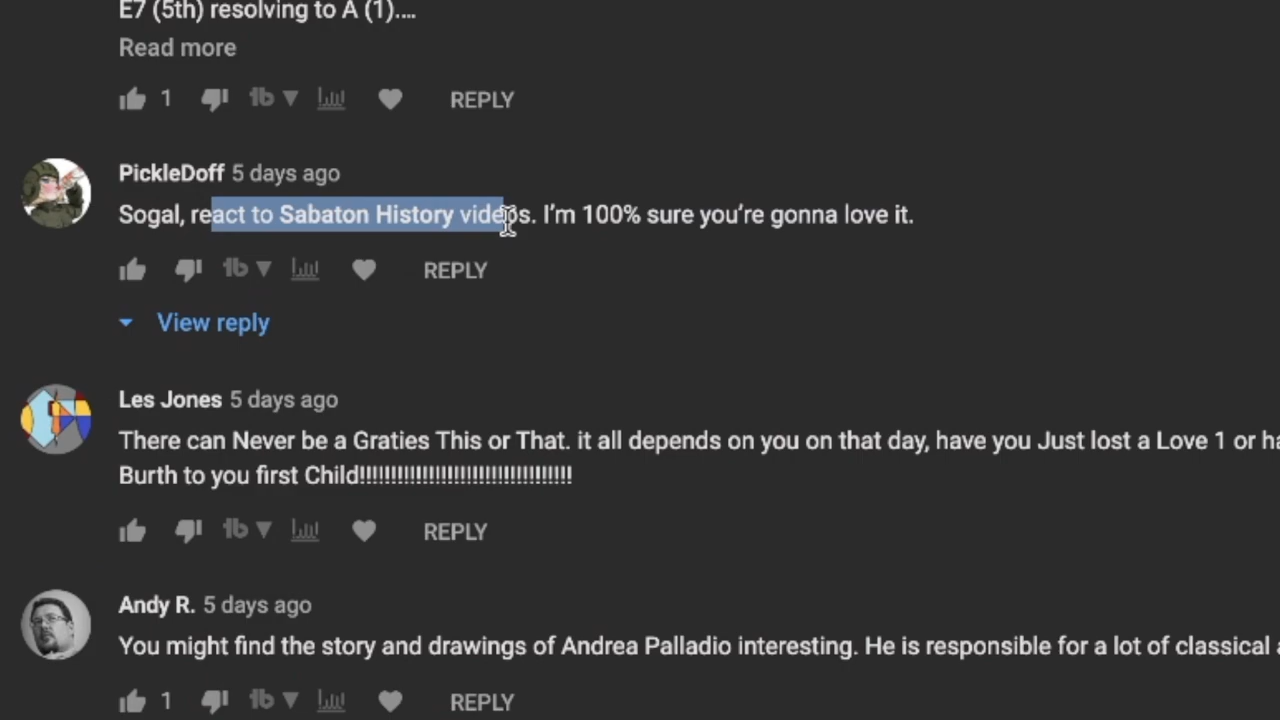 E7 (5th) resolving to A (1)....
Read more
1 REPLY
PickleDoff 5 days ago
Sogal, react to Sabaton History videos. I’m 100% sure you’re gonna love it.
REPLY
View reply
Les Jones 5 days ago
There can Never be a Graties This or That. it all depends on you on that day, have you Just lost a Love 1 or ha
Burth to you first Child!!!!!!!!!!!!!!!!!!!!!!!!!!!!!!!!!!
REPLY
Andy R. 5 days ago
You might find the story and drawings of Andrea Palladio interesting. He is responsible for a lot of classical
1 REPLY